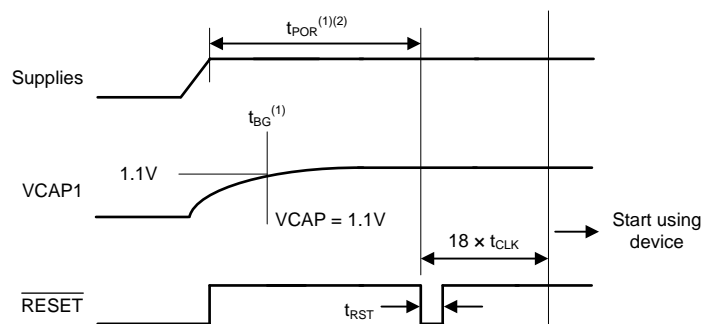 tPOR(1)(2)
Supplies
tBG(1)
1.1V
VCAP1
VCAP = 1.1V
Start using
device
18 × tCLK
RESET
tRST